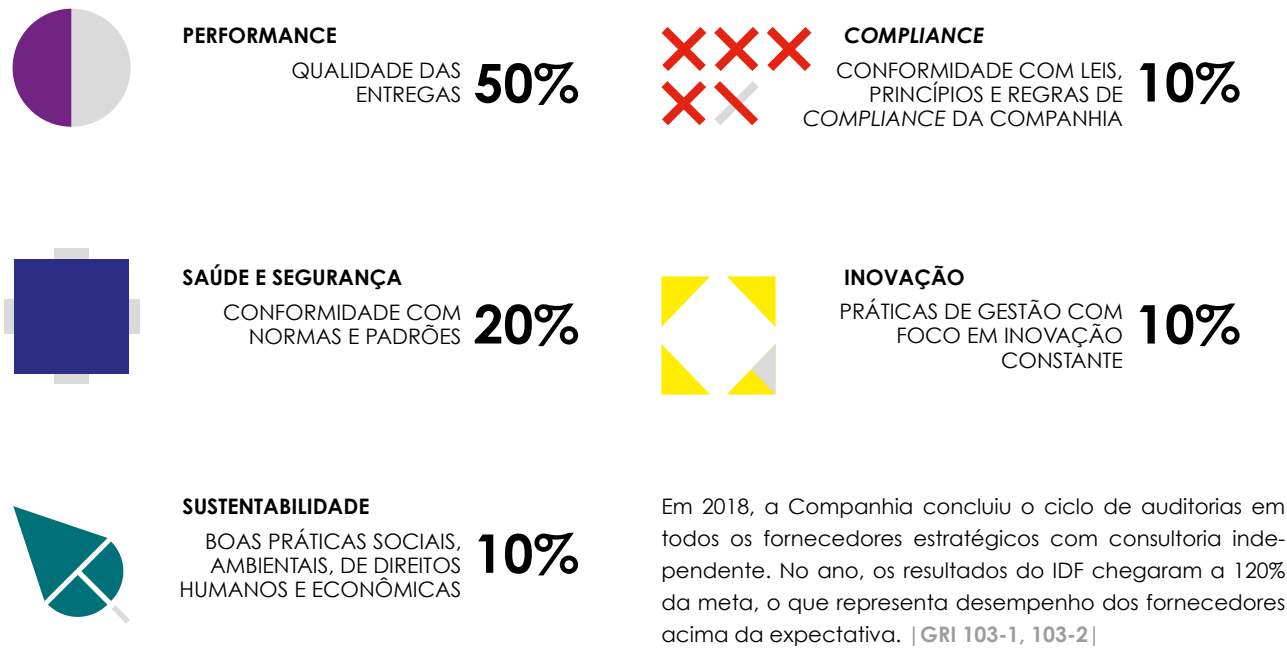 PERFORMANCE
QUALIDADE DAS
ENTREGAS
50%
COMPLIANCE
CONFORMIDADE COM LEIS,
PRINCÍPIOS E REGRAS DE
COMPLIANCE DA COMPANHIA
10%
SAÚDE E SEGURANÇA
CONFORMIDADE COM
NORMAS E PADRÕES
20%
INOVAÇÃO
PRÁTICAS DE GESTÃO COM
FOCO EM INOVAÇÃO
CONSTANTE
10%
SUSTENTABILIDADE
BOAS PRÁTICAS SOCIAIS,
AMBIENTAIS, DE DIREITOS
HUMANOS E ECONÔMICAS
10%
Em 2018, a Companhia concluiu o ciclo de auditorias em
todos os fornecedores estratégicos com consultoria inde-
pendente. No ano, os resultados do IDF chegaram a 120%
da meta, o que representa desempenho dos fornecedores
acima da expectativa. |GRI 103-1, 103-2|